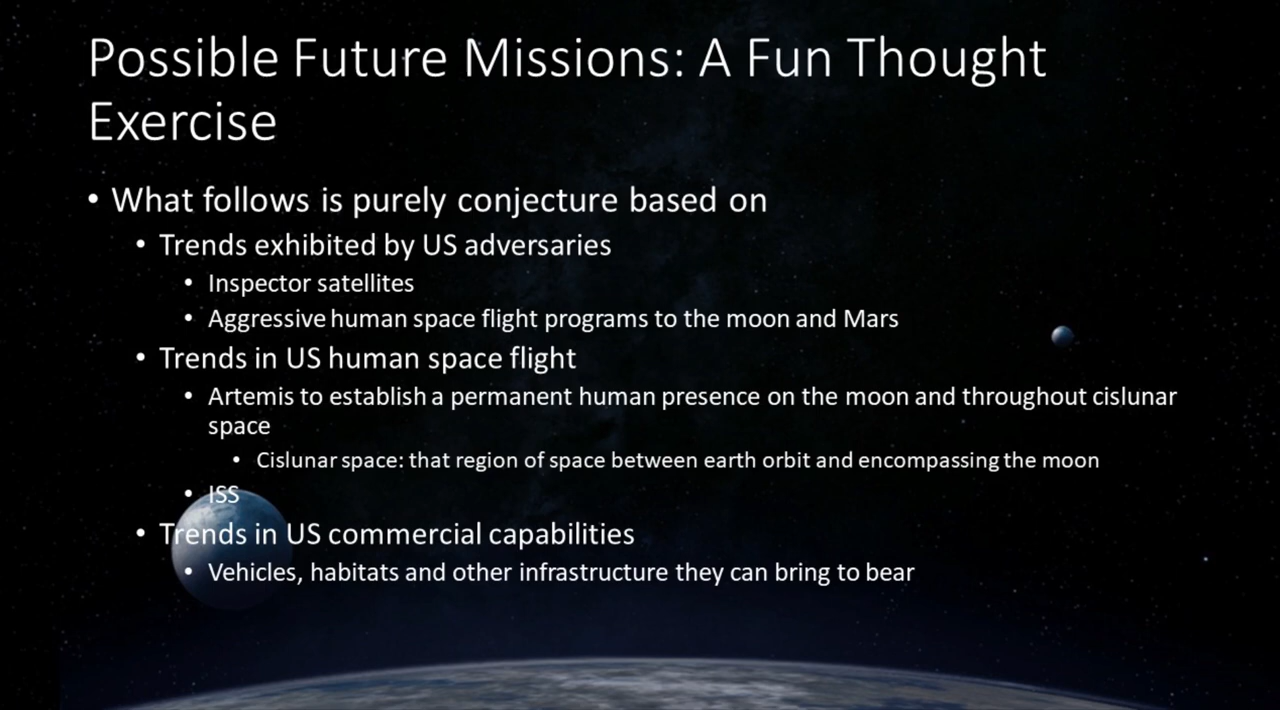 Possible Future Missions: A Fun Thought
Exercise
• What follows is purely conjecture based on
• Trends exhibited by US adversaries
• Inspector satellites
• Aggressive human space flight programs to the moon and Mars
• Trends in US human space flight
• Artemis to establish a permanent human presence on the moon and throughout cislunar
space
• Cislunar space: that region of space between earth orbit and encompassing the moon
• ISS
• Trends in US commercial capabilities
• Vehicles, habitats and other infrastructure they can bring to bear